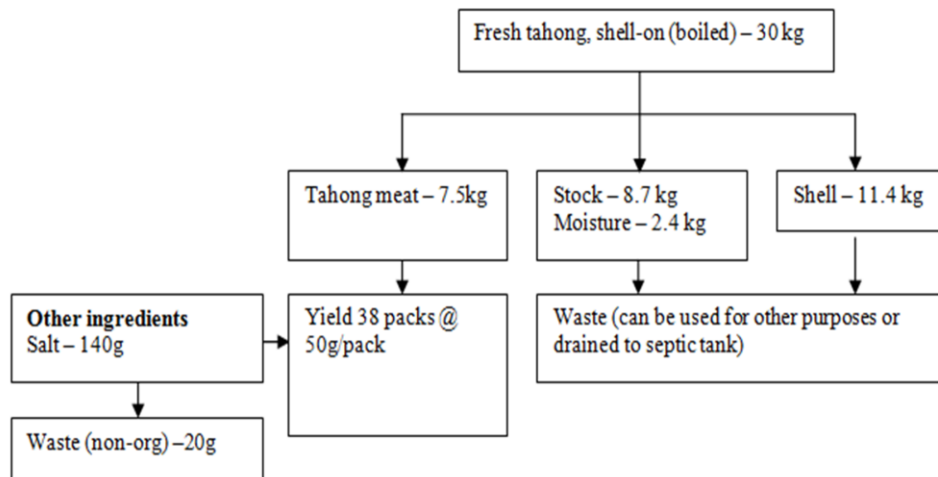 Fresh tahong, shell-on (boiled) – 30 kg
Tahong meat – 7.5kg
Stock – 8.7 kg
Moisture – 2.4 kg
Shell – 11.4 kg
Other ingredients
Salt – 140g
Yield 38 packs @
50g/pack
Waste (can be used for other purposes or
drained to septic tank)
Waste (non-org) –20g